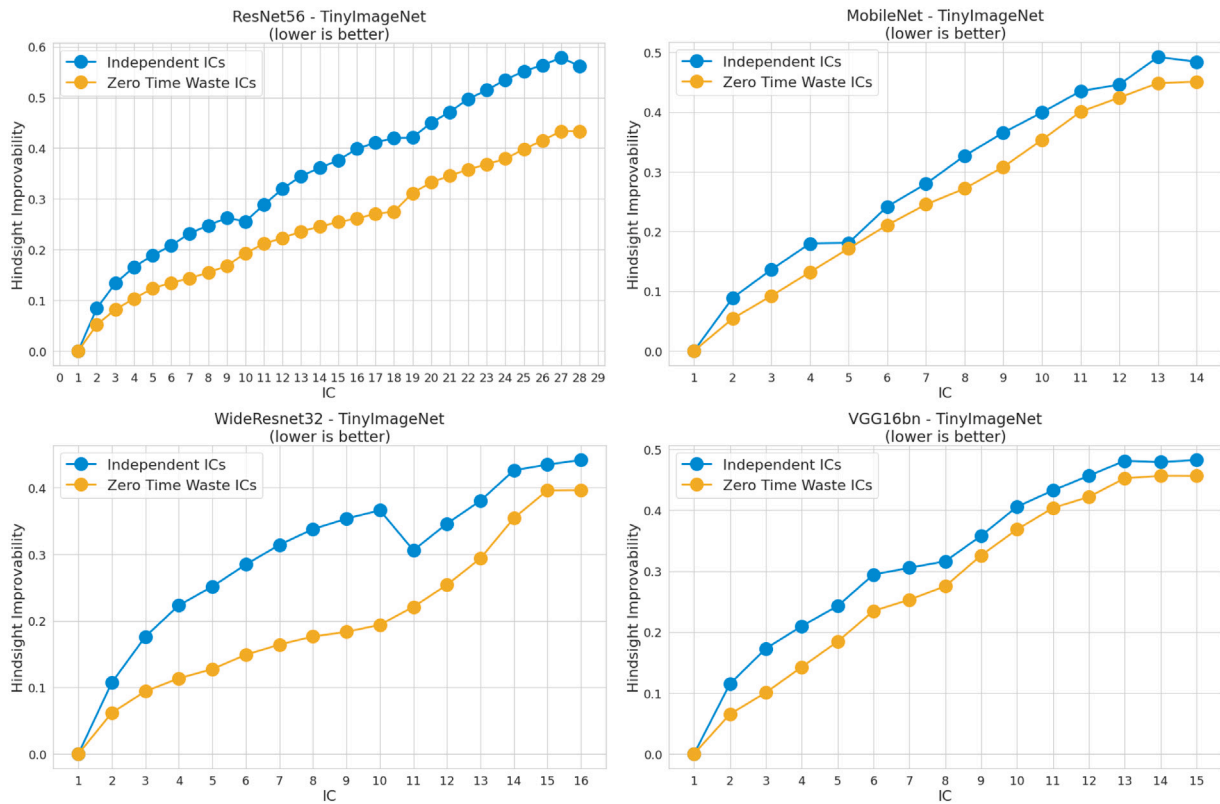 ResNet56 - TinyImageNet
(lower is better)
Independent ICs
Zero Time Waste ICs
Hindsight Improvability
0.6
0.5
0.4
0.3
0.2
0.1
0.0
0 1 2 3 4 5 6 7 8 9 10 11 12 13 14 15 16 17 18 19 20 21 22 23 24 25 26 27 28 29
IC
MobileNet - TinyImageNet
(lower is better)
Independent ICs
Zero Time Waste ICs
Hindsight Improvability
0.5
0.4
0.3
0.2
0.1
0.0
1 2 3 4 5 6 7 8 9 10 11 12 13 14
IC
WideResnet32 - TinyImageNet
(lower is better)
Independent ICs
Zero Time Waste ICs
Hindsight Improvability
0.4
0.3
0.2
0.1
0.0
1 2 3 4 5 6 7 8 9 10 11 12 13 14 15 16
IC
VGG16bn - TinyImageNet
(lower is better)
Independent ICs
Zero Time Waste ICs
Hindsight Improvability
0.5
0.4
0.3
0.2
0.1
0.0
1 2 3 4 5 6 7 8 9 10 11 12 13 14 15
IC